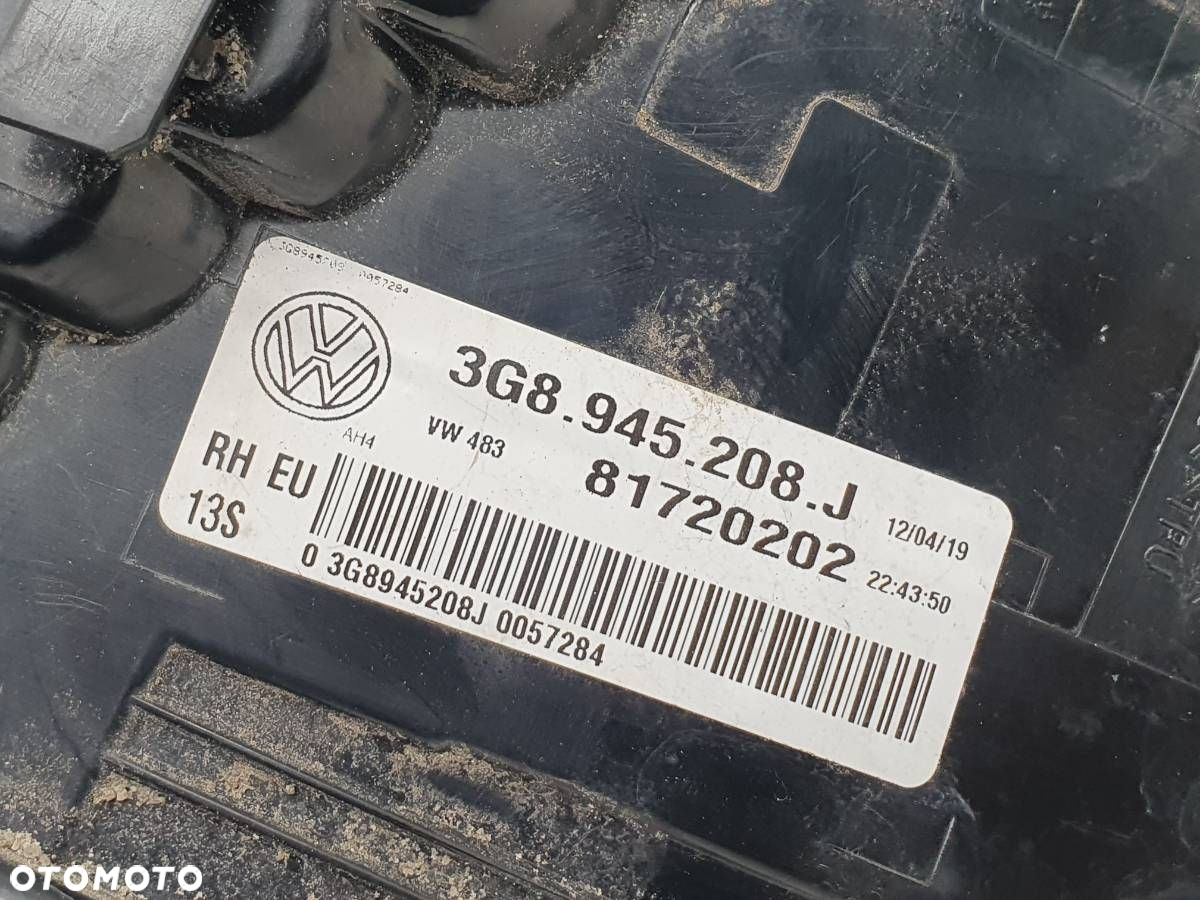 3G8945208 0057284
3G8.945.208.J
AH4 VW 483 81720202 12/04/19
RH EU 22:43:50
13S
0 3G8945208J 0057284
OTOMOTO